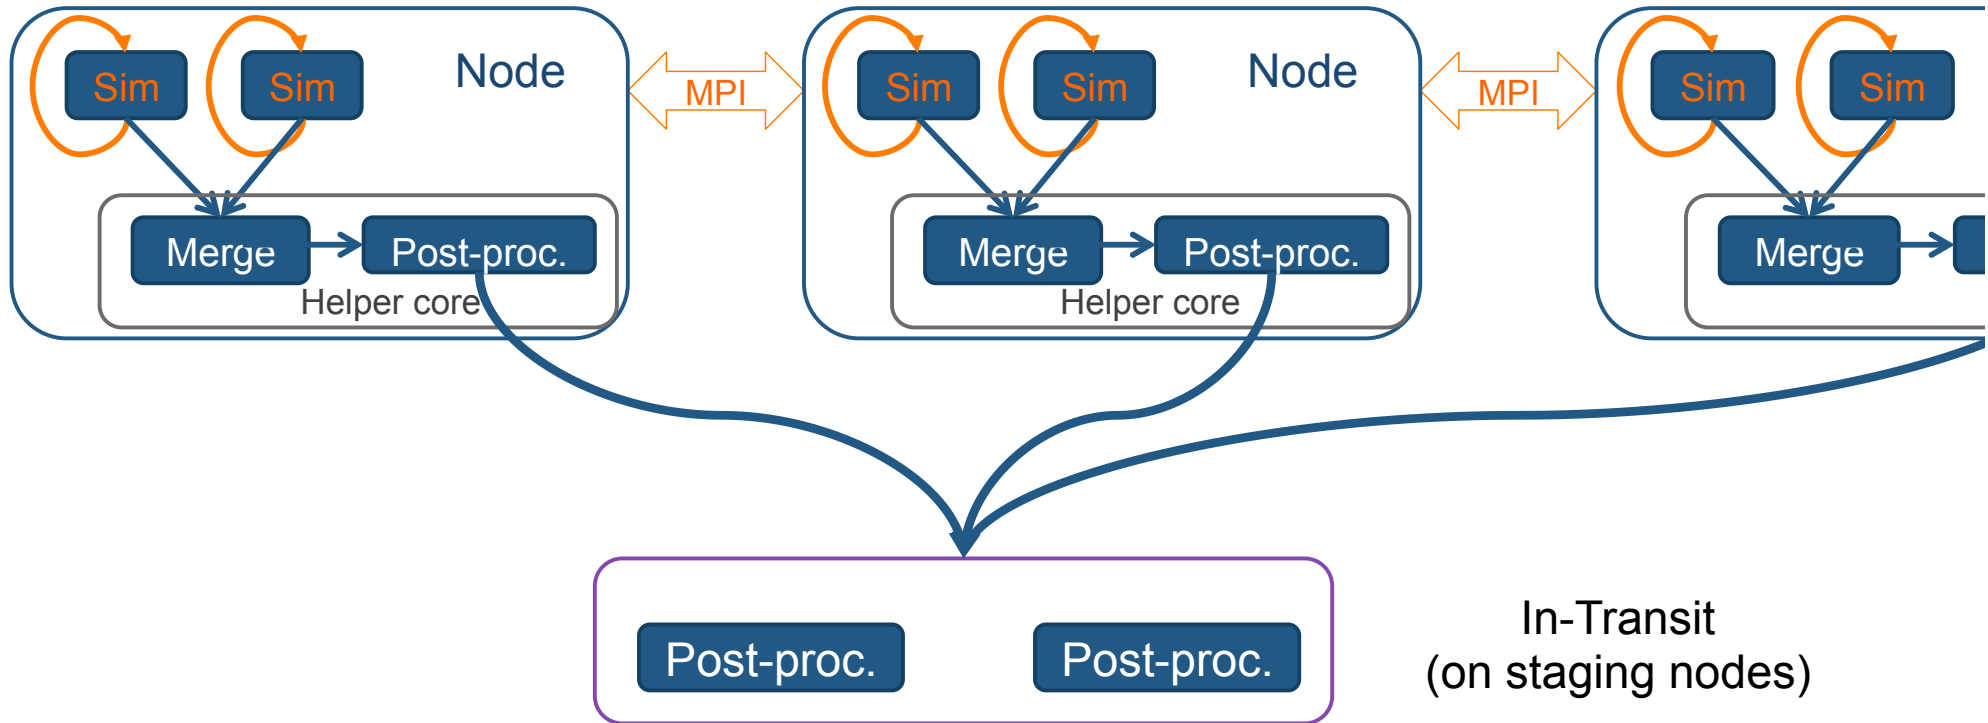 Sim
Sim
Node
MPI
Sim
Sim
Node
MPI
Sim
Sim
Merge
Post-proc.
Helper core
Merge
Post-proc.
Helper core
Merge
Post-proc.
Post-proc.
In-Transit
(on staging nodes)